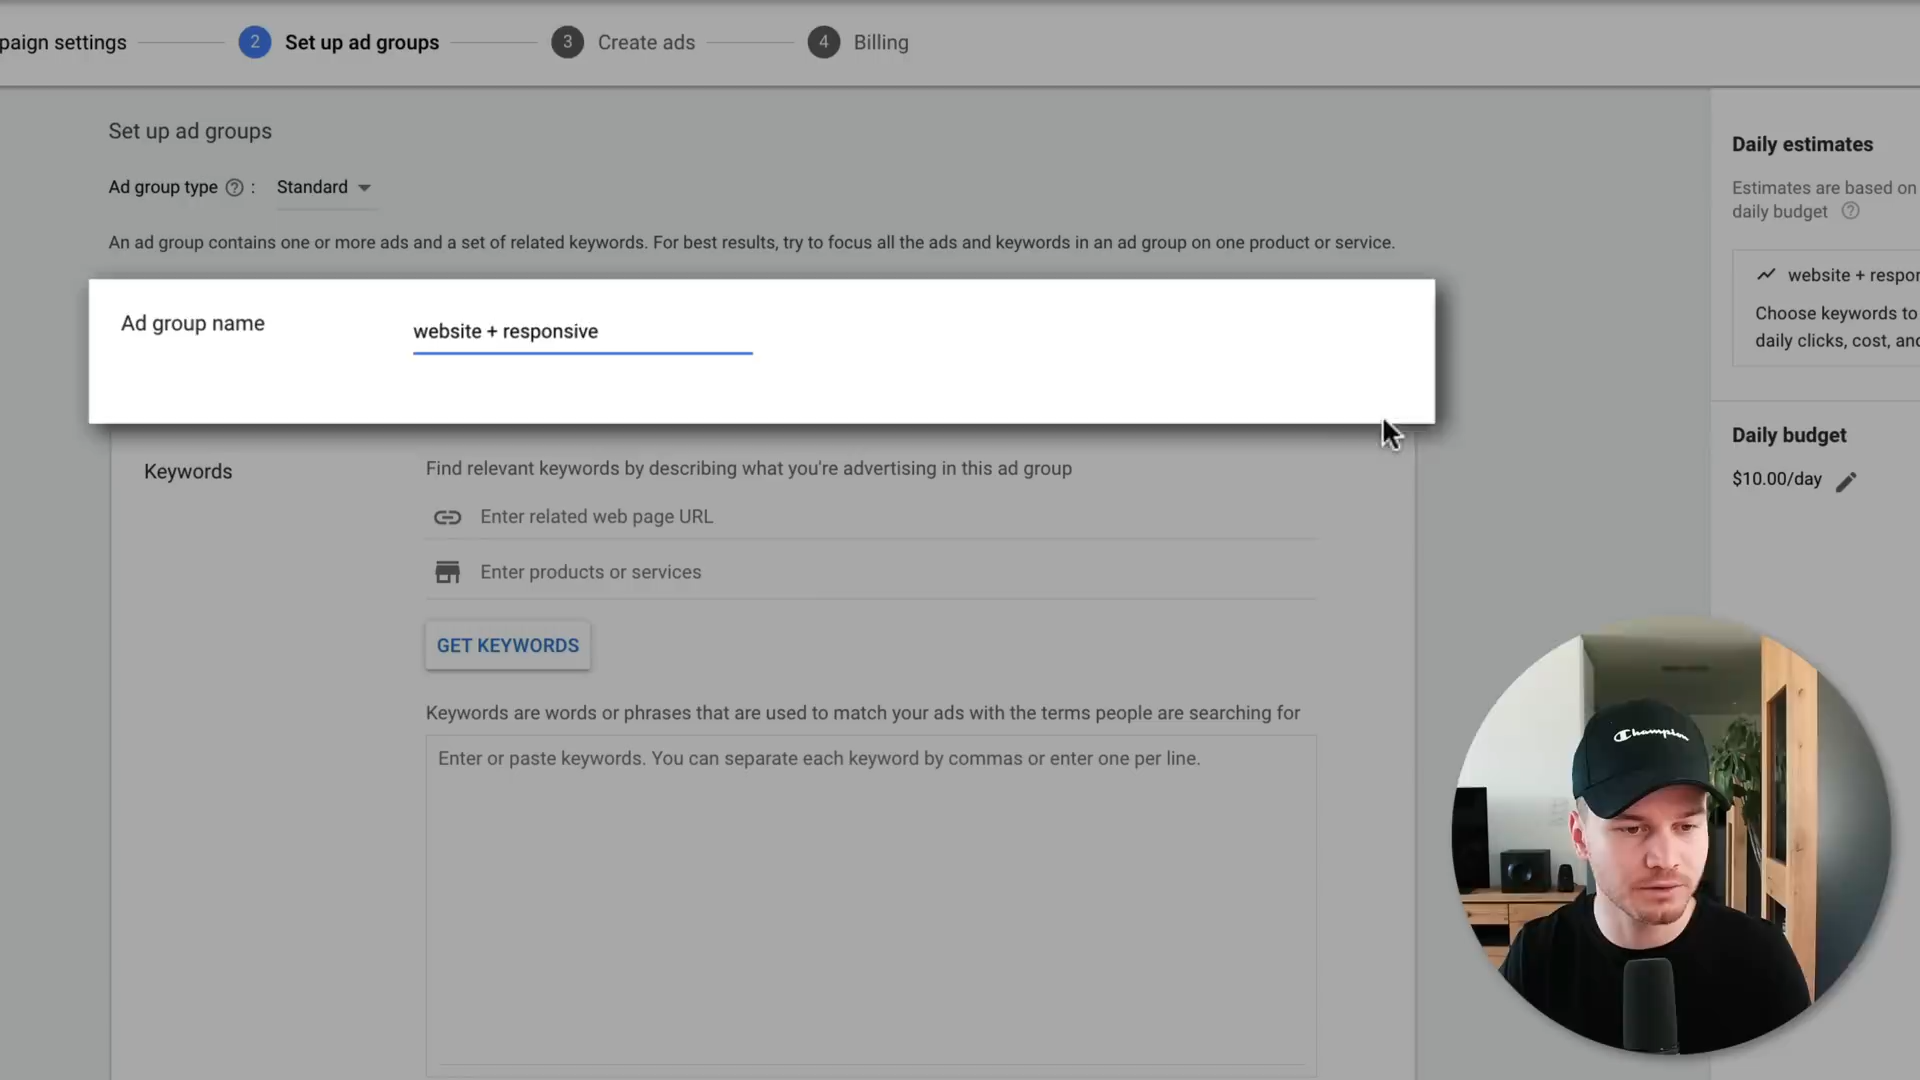 paign settings
2 Set up ad groups
3 Create ads
4 Billing
Set up ad groups
Ad group type ? : Standard
An ad group contains one or more ads and a set of related keywords. For best results, try to focus all the ads and keywords in an ad group on one product or service.
Ad group name
website + responsive
Keywords
Find relevant keywords by describing what you're advertising in this ad group
Enter related web page URL
Enter products or services
GET KEYWORDS
Keywords are words or phrases that are used to match your ads with the terms people are searching for
Enter or paste keywords. You can separate each keyword by commas or enter one per line.
Daily estimates
Estimates are based on
daily budget ?
website + respon
Choose keywords to
daily clicks, cost, and
Daily budget
$10.00/day
Champion